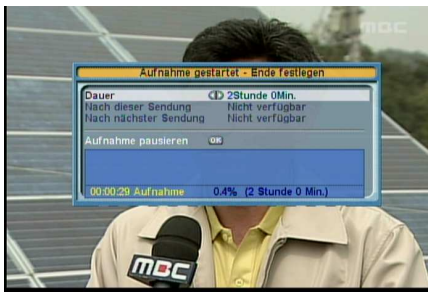 mbc
Aufnahme gestartet - Ende festlegen
Dauer 2Stunde 0Min.
Nach dieser Sendung Nicht verfügbar
Nach nächster Sendung Nicht verfügbar
Aufnahme pausieren OK
00:00:29 Aufnahme 0.4% (2 Stunde 0 Min.)
mbc